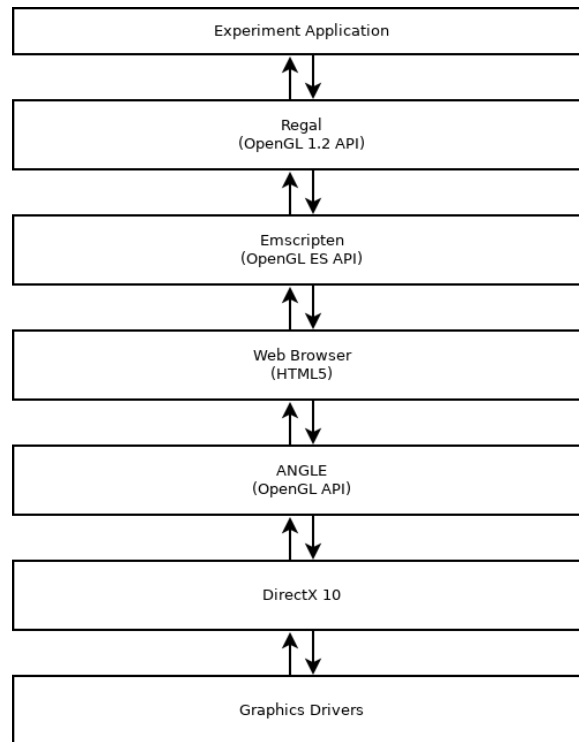 Experiment Application
Regal
(OpenGL 1.2 API)
Emscripten
(OpenGL ES API)
Web Browser
(HTML5)
ANGLE
(OpenGL API)
DirectX 10
Graphics Drivers